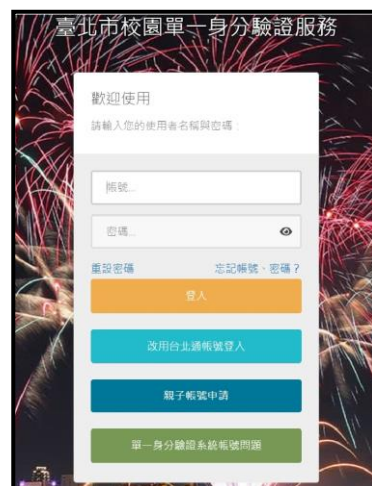 臺北市校園單一身分驗證服務
歡迎使用
請輸入您的使用者名稱與密碼：
帳號...
密碼...
重設密碼 忘記帳號、密碼？
登入
改用台北通帳號登入
親子帳號申請
單一身分驗證系統帳號問題